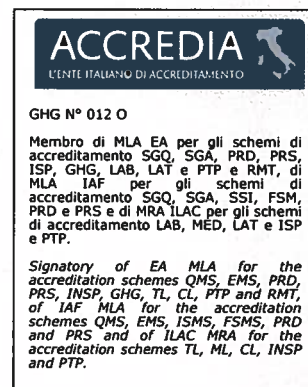 ACCREDIA
L'ENTE ITALIANO DI ACCREDITAMENTO
GHG N° 012 O
Membro di MLA EA per gli schemi di
accreditamento SGQ, SGA, PRD, PRS,
ISP, GHG, LAB, LAT e PTP e RMT, di
MLA IAF per gli schemi di
accreditamento SGQ, SGA, SSI, FSM,
PRD e PRS e di MRA ILAC per gli schemi
di accreditamento LAB, MED, LAT e ISP
e PTP.
Signatory of EA MLA for the
accreditation schemes QMS, EMS, PRD,
PRS, INSP, GHG, TL, CL, PTP and RMT,
of IAF MLA for the accreditation
schemes QMS, EMS, ISMS, FSMS, PRD
and PRS and of ILAC MRA for the
accreditation schemes TL, ML, CL, INSP
and PTP.